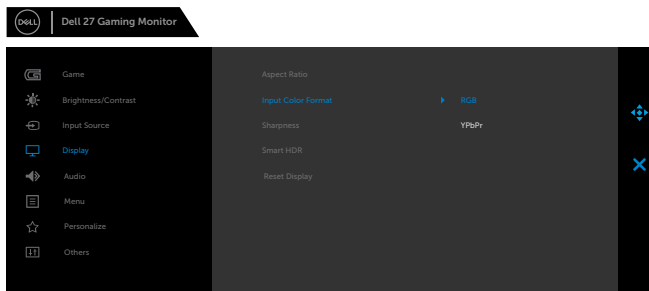 DELL
Dell 27 Gaming Monitor
Game
Brightness/Contrast
Input Source
Display
Audio
Menu
Personalize
Others
Aspect Ratio
Input Color Format
Sharpness
Smart HDR
Reset Display
RGB
YPbPr